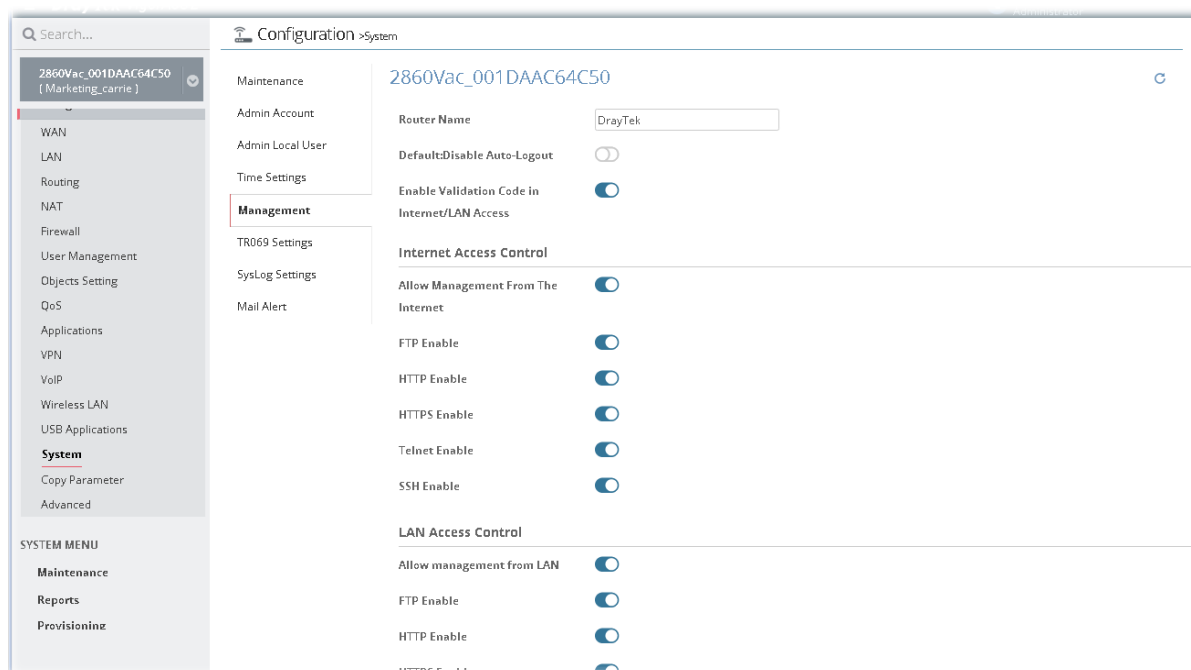 Search...
Configuration >System
2860Vac_001DAAC64C50
[ Marketing_carrie ]
WAN
LAN
Routing
NAT
Firewall
User Management
Objects Setting
QoS
Applications
VPN
VoIP
Wireless LAN
USB Applications
System
Copy Parameter
Advanced
SYSTEM MENU
Maintenance
Reports
Provisioning
Maintenance
Admin Account
Admin Local User
Time Settings
Management
TR069 Settings
SysLog Settings
Mail Alert
2860Vac_001DAAC64C50
Router Name
DrayTek
Default:Disable Auto-Logout
Enable Validation Code in
Internet/LAN Access
Internet Access Control
Allow Management From The
Internet
FTP Enable
HTTP Enable
HTTPS Enable
Telnet Enable
SSH Enable
LAN Access Control
Allow management from LAN
FTP Enable
HTTP Enable
HTTPS Enable